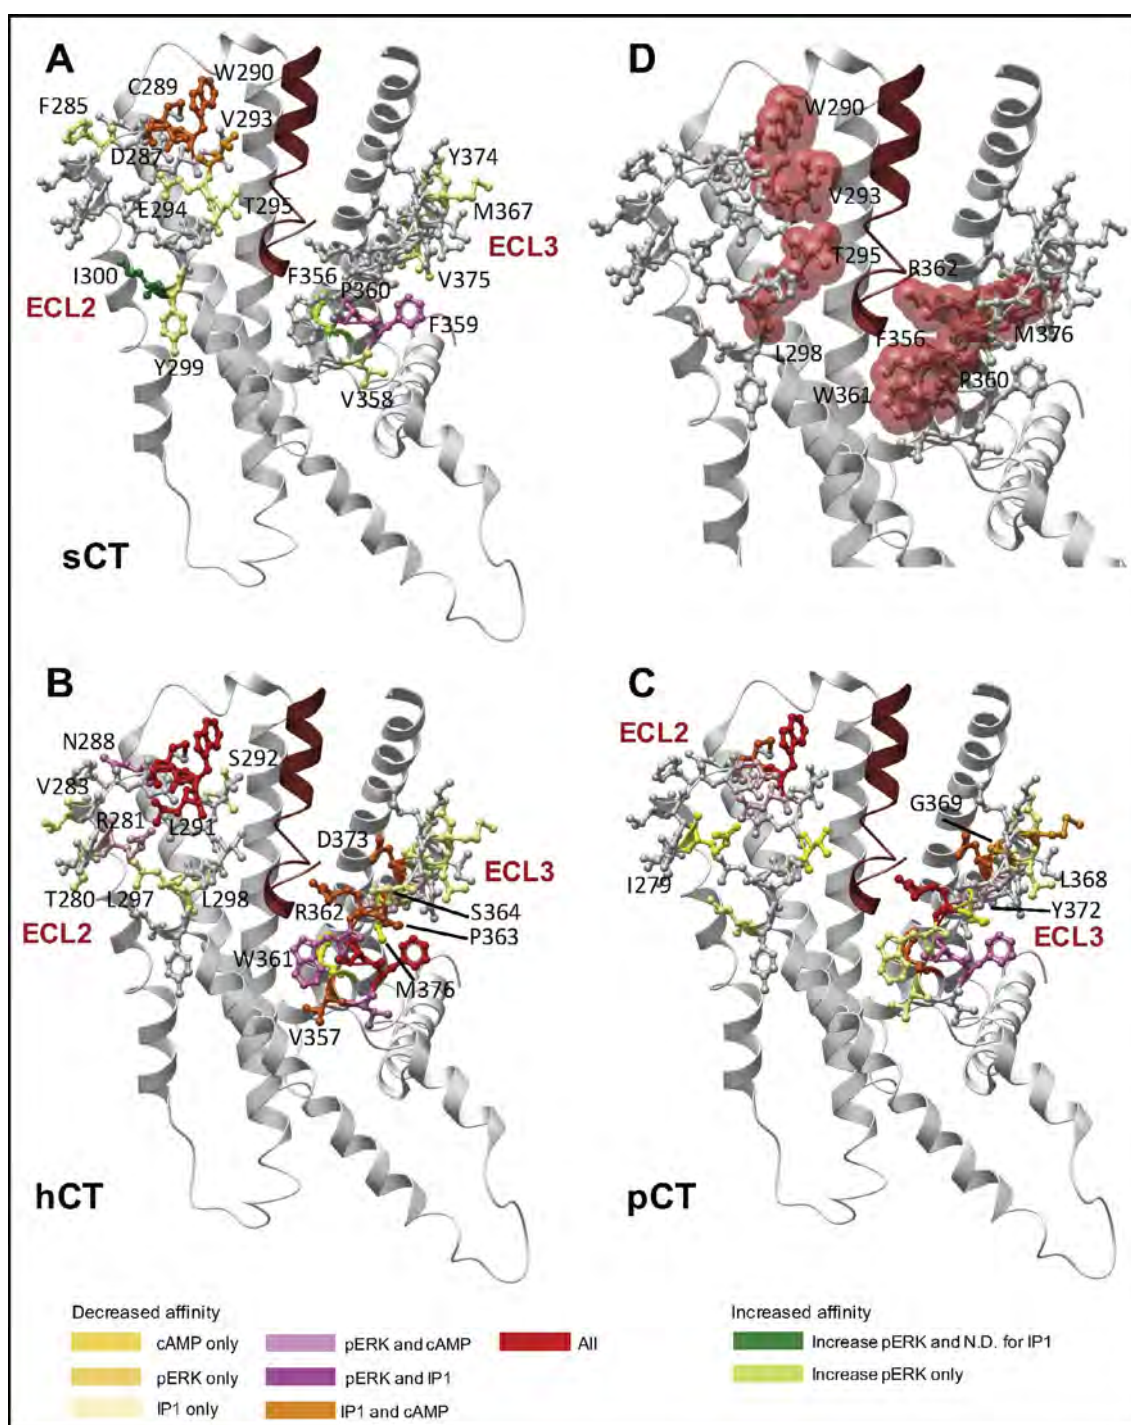 A
W290
C289
F285
V293
D287
Y374
E294
T295
M367
ECL3
I300
F356
V375
P360
ECL2
F359
Y299
V358
sCT
D
W290
V293
T295
R362
F356
M376
L298
P360
W361
B
N288
S292
V283
R281
L291
D373
ECL3
T280
L297
L298
S364
R362
ECL2
P363
W361
M376
V357
hCT
C
ECL2
G369
I279
L368
Y372
ECL3
pCT
Decreased affinity
cAMP only
pERK only
IP1 only
pERK and cAMP
pERK and IP1
IP1 and cAMP
All
Increased affinity
Increase pERK and N.D. for IP1
Increase pERK only